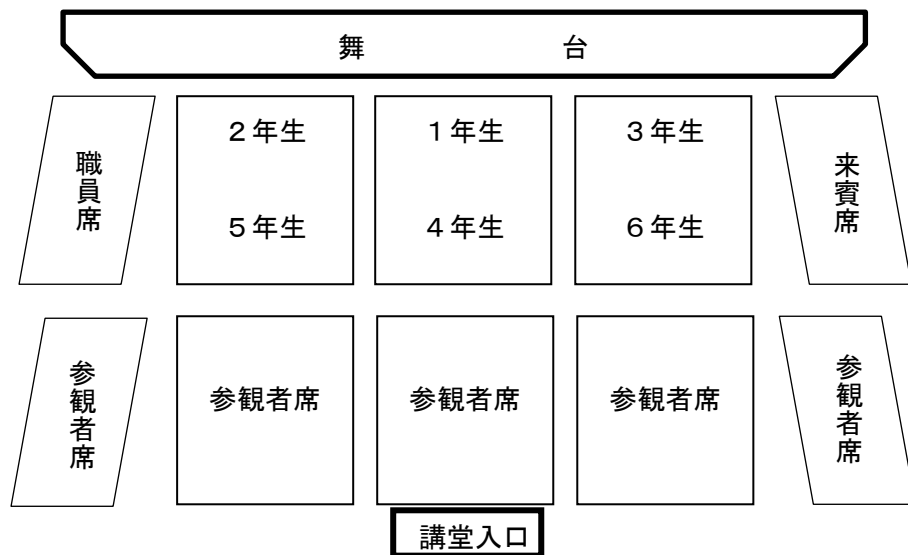 舞　台
職員席
２年生
１年生
３年生
来賓席
５年生
４年生
６年生
参観者席
参観者席
参観者席
参観者席
参観者席
講堂入口